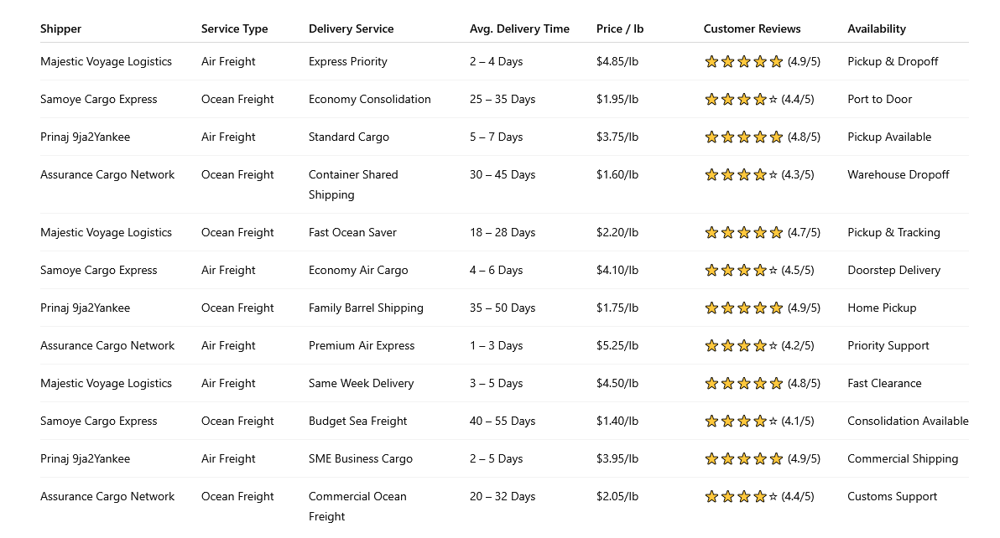 Shipper Service Type Delivery Service Avg. Delivery Time Price / lb Customer Reviews Availability
Majestic Voyage Logistics Air Freight Express Priority 2 – 4 Days $4.85/lb ⭐⭐⭐⭐⭐ (4.9/5) Pickup & Dropoff
Samoye Cargo Express Ocean Freight Economy Consolidation 25 – 35 Days $1.95/lb ⭐⭐⭐⭐☆ (4.4/5) Port to Door
Prinaj 9ja2Yankee Air Freight Standard Cargo 5 – 7 Days $3.75/lb ⭐⭐⭐⭐⭐ (4.8/5) Pickup Available
Assurance Cargo Network Ocean Freight Container Shared 30 – 45 Days $1.60/lb ⭐⭐⭐⭐☆ (4.3/5) Warehouse Dropoff
Shipping
Majestic Voyage Logistics Ocean Freight Fast Ocean Saver 18 – 28 Days $2.20/lb ⭐⭐⭐⭐⭐ (4.7/5) Pickup & Tracking
Samoye Cargo Express Air Freight Economy Air Cargo 4 – 6 Days $4.10/lb ⭐⭐⭐⭐☆ (4.5/5) Doorstep Delivery
Prinaj 9ja2Yankee Ocean Freight Family Barrel Shipping 35 – 50 Days $1.75/lb ⭐⭐⭐⭐⭐ (4.9/5) Home Pickup
Assurance Cargo Network Air Freight Premium Air Express 1 – 3 Days $5.25/lb ⭐⭐⭐⭐☆ (4.2/5) Priority Support
Majestic Voyage Logistics Air Freight Same Week Delivery 3 – 5 Days $4.50/lb ⭐⭐⭐⭐⭐ (4.8/5) Fast Clearance
Samoye Cargo Express Ocean Freight Budget Sea Freight 40 – 55 Days $1.40/lb ⭐⭐⭐⭐☆ (4.1/5) Consolidation Available
Prinaj 9ja2Yankee Air Freight SME Business Cargo 2 – 5 Days $3.95/lb ⭐⭐⭐⭐⭐ (4.9/5) Commercial Shipping
Assurance Cargo Network Ocean Freight Commercial Ocean 20 – 32 Days $2.05/lb ⭐⭐⭐⭐☆ (4.4/5) Customs Support
Freight